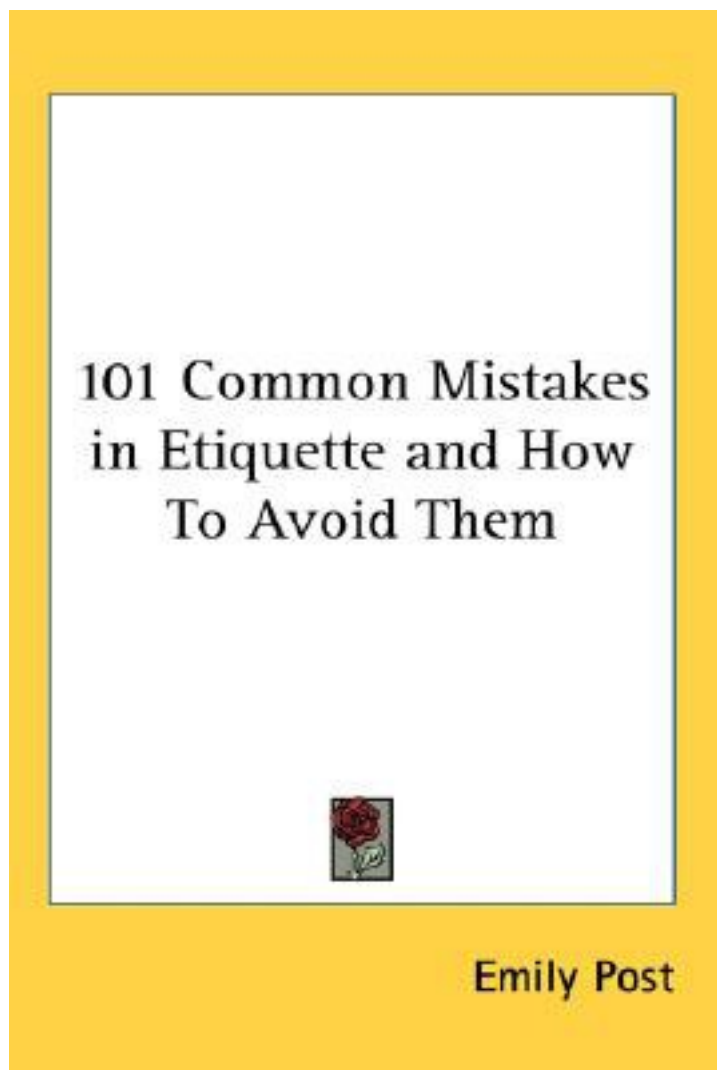 101 Common Mistakes
in Etiquette and How
To Avoid Them
Emily Post